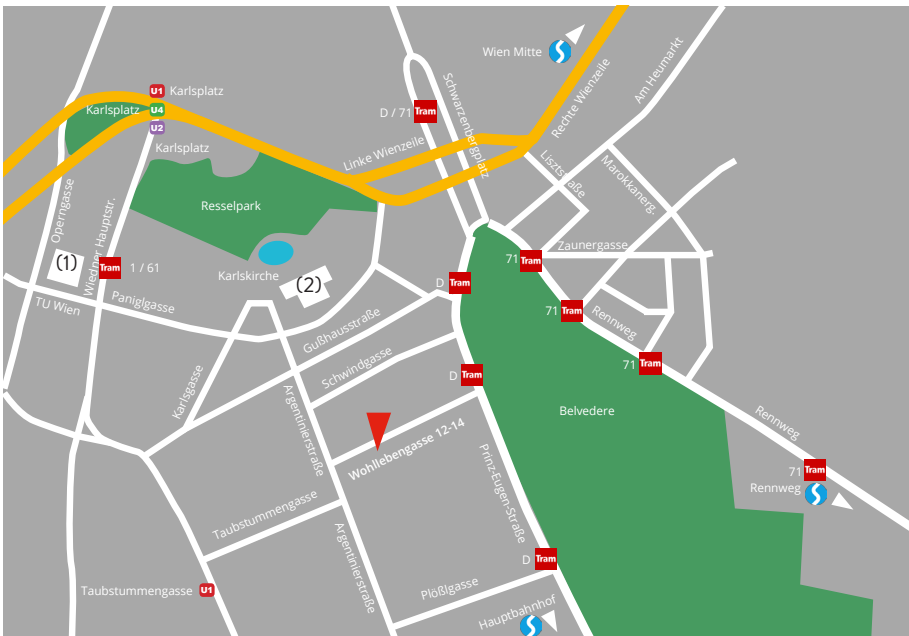 Wien Mitte
Am Heumarkt
U1 Karlsplatz
Karlsplatz U4
U2
Karlsplatz
D / 71 Tram
Schwarzenbergplatz
Rechte Wienzeile
Linke Wienzeile
Lisztstraße
Marokkanerg.
Operngasse
Wiedner Hauptstr.
Resselpark
Zaunergasse
(1)
Tram 1 / 61
Karlskirche
(2)
71 Tram
D Tram
TU Wien
Paniglgasse
Gußhausstraße
71 Tram
Rennweg
Schwindgasse
71 Tram
D Tram
Karlsgasse
Argentinierstraße
Belvedere
Rennweg
Wohllebengasse 12-14
Prinz-Eugen-Straße
71 Tram
Rennweg
Taubstummengasse
Argentinierstraße
D Tram
Taubstummengasse U1
Plößlgasse
Hauptbahnhof